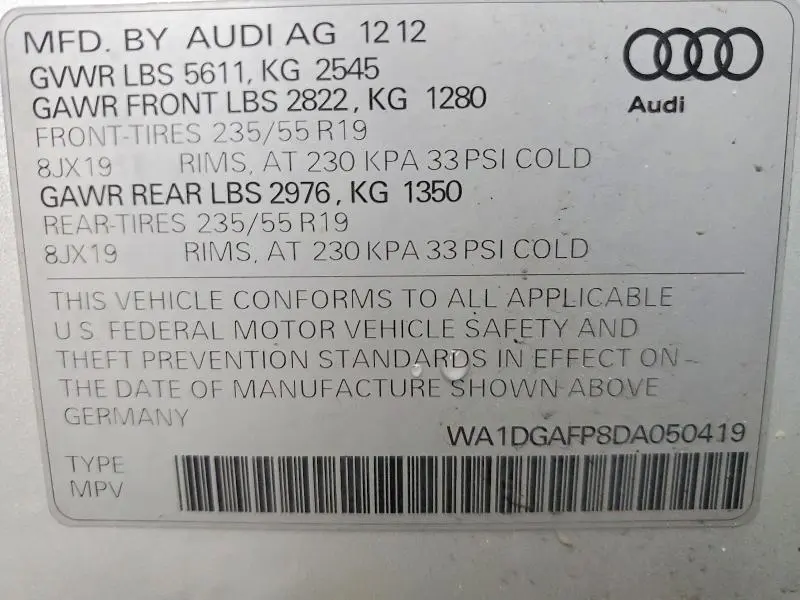 MFD. BY AUDI AG 12 12
GVWR LBS 5611, KG 2545
GAWR FRONT LBS 2822, KG 1280
FRONT-TIRES 235/55 R19
8JX19 RIMS, AT 230 KPA 33 PSI COLD
GAWR REAR LBS 2976, KG 1350
REAR-TIRES 235/55 R19
8JX19 RIMS, AT 230 KPA 33 PSI COLD
Audi
THIS VEHICLE CONFORMS TO ALL APPLICABLE
U S FEDERAL MOTOR VEHICLE SAFETY AND
THEFT PREVENTION STANDARDS IN EFFECT ON
THE DATE OF MANUFACTURE SHOWN ABOVE
GERMANY
WA1DGAFP8DA050419
TYPE
MPV